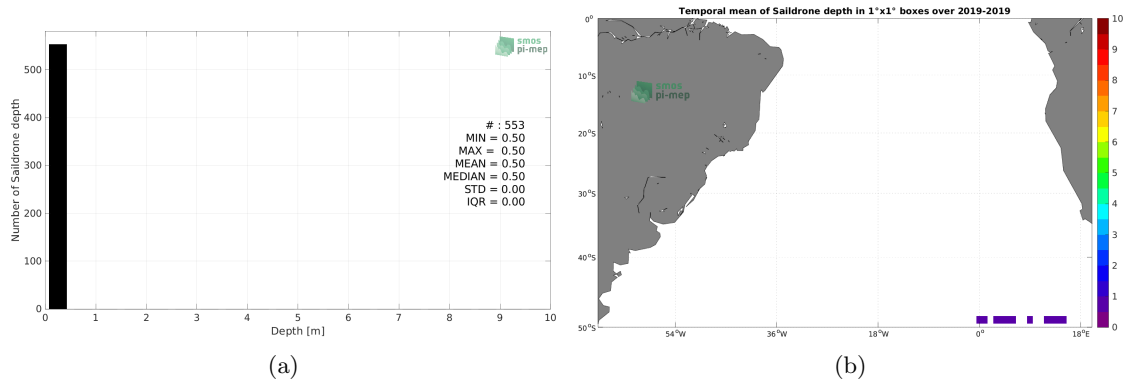 Temporal mean of Saildrone depth in 1°x1° boxes over 2019-2019
smos
pi-mep
Number of Saildrone depth
500
400
300
200
100
0
# : 553
MIN = 0.50
MAX = 0.50
MEAN = 0.50
MEDIAN = 0.50
STD = 0.00
IQR = 0.00
0 1 2 3 4 5 6 7 8 9 10
Depth [m]
(a)
smos
pi-mep
0°
10°S
20°S
30°S
40°S
50°S
54°W 36°W 18°W 0° 18°E
10
9
8
7
6
5
4
3
2
1
0
(b)